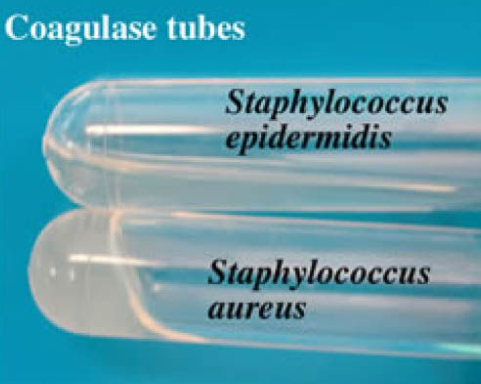 Coagulase tubes
Staphylococcus
epidermidis
Staphylococcus
aureus